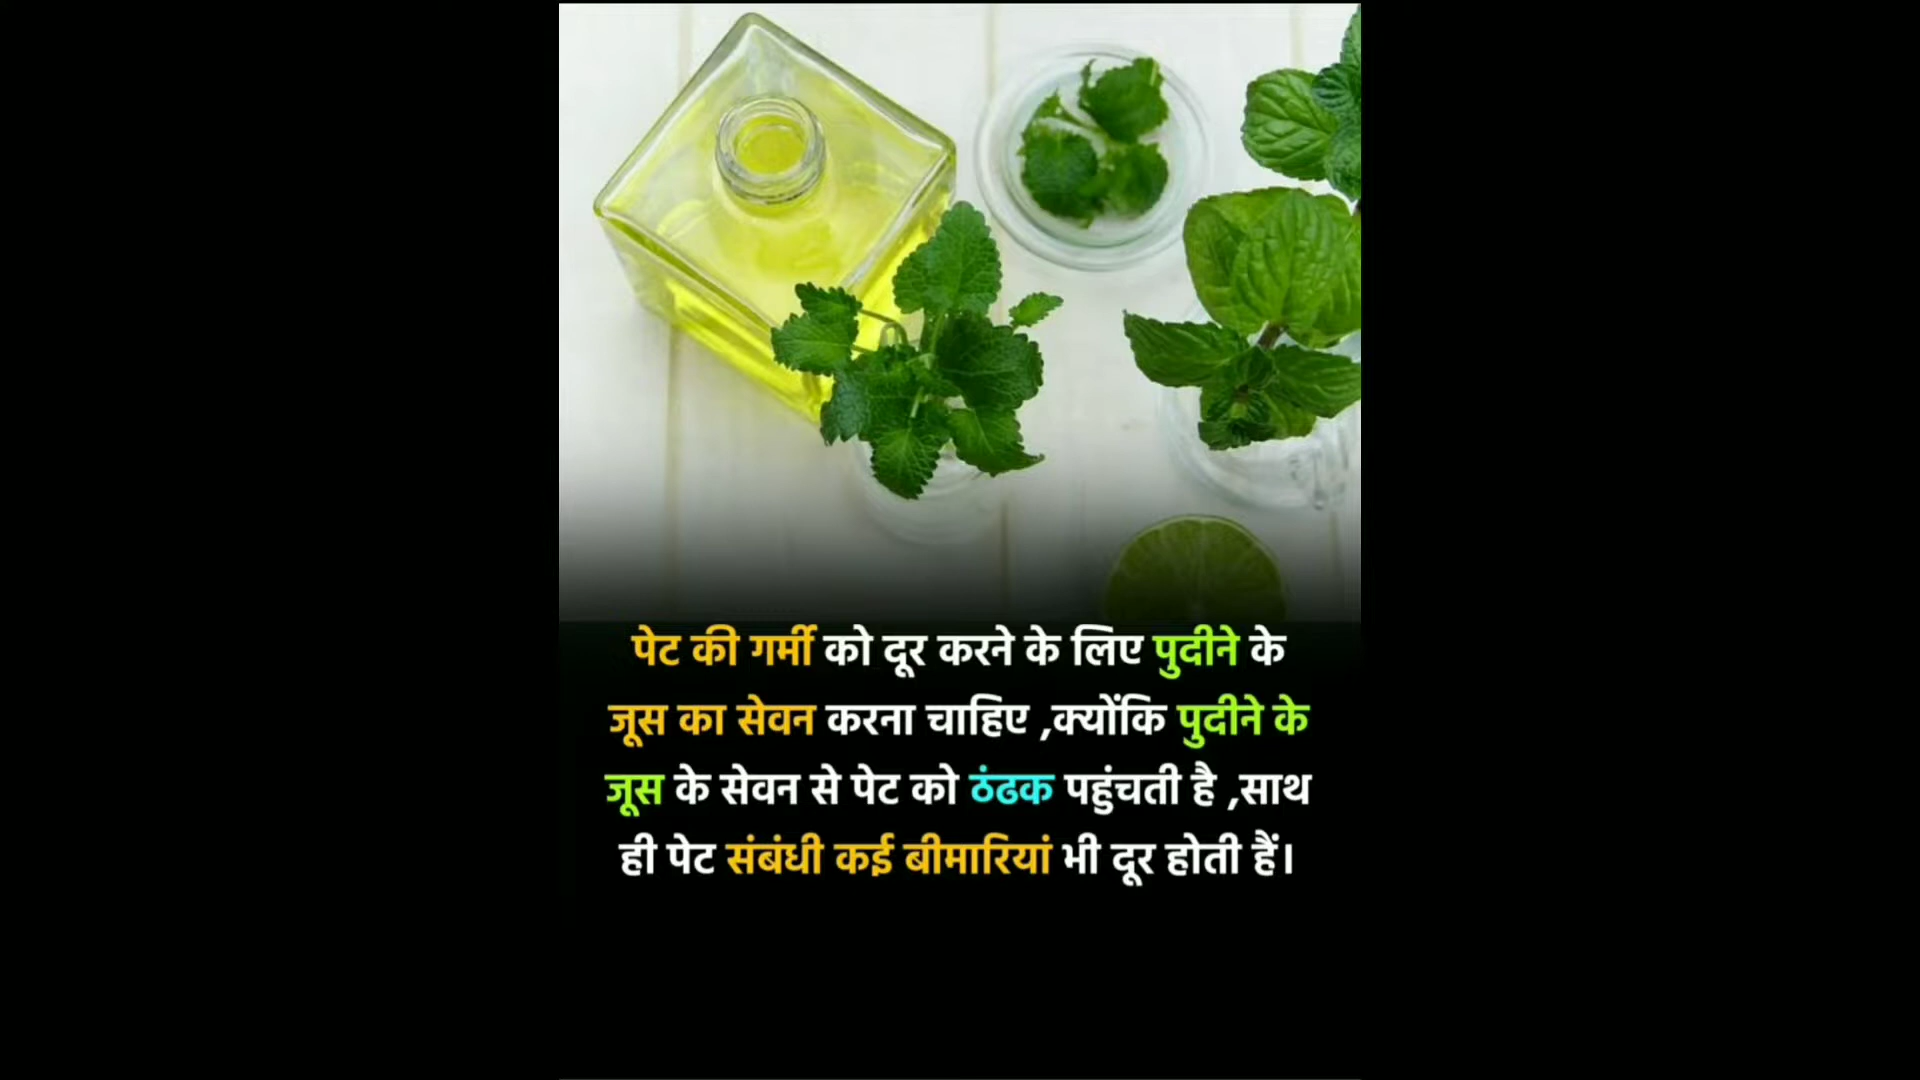 पेट की गर्मी को दूर करने के लिए पुदीने के
जूस का सेवन करना चाहिए ,क्योंकि पुदीने के
जूस के सेवन से पेट को ठंढक पहुंचती है ,साथ
ही पेट संबंधी कई बीमारियां भी दूर होती हैं।